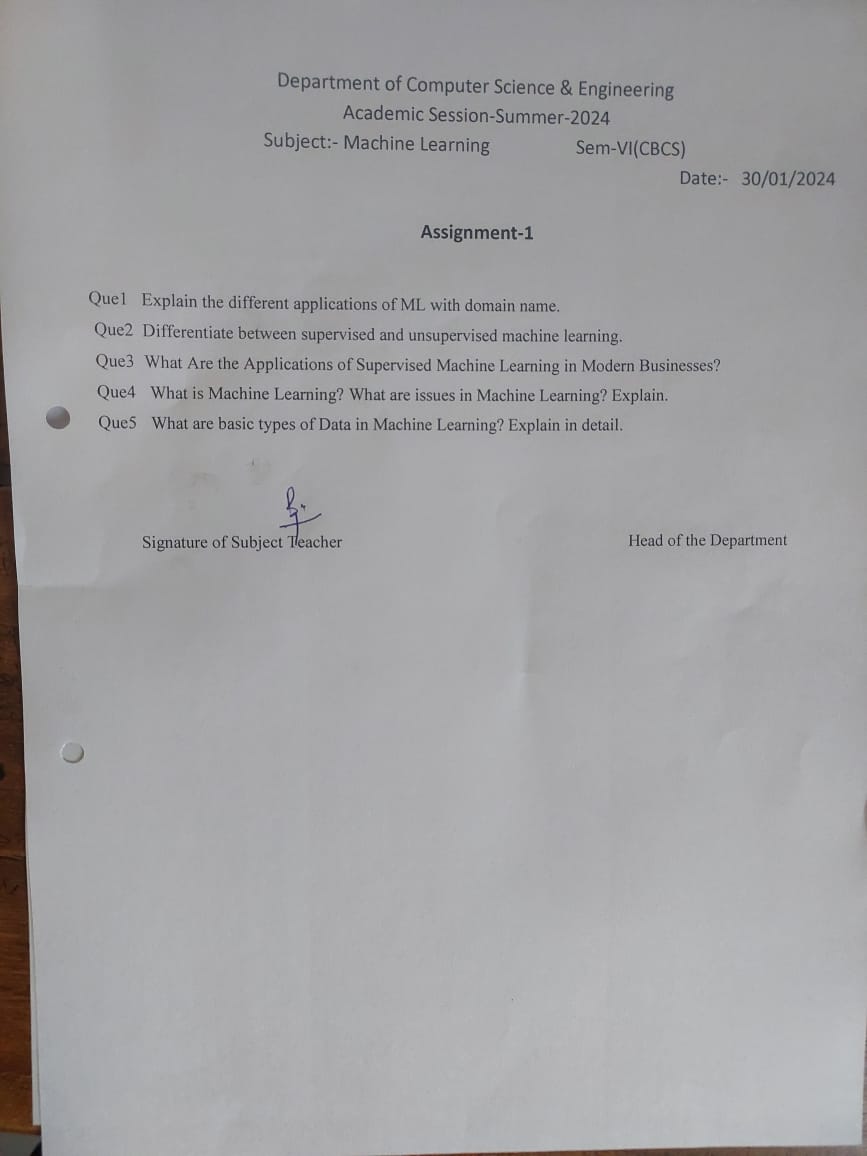 Department of Computer Science & Engineering
Academic Session-Summer-2024
Subject:- Machine Learning Sem-VI(CBCS)
Date:- 30/01/2024
Assignment-1
Que1 Explain the different applications of ML with domain name.
Que2 Differentiate between supervised and unsupervised machine learning.
Que3 What Are the Applications of Supervised Machine Learning in Modern Businesses?
Que4 What is Machine Learning? What are issues in Machine Learning? Explain.
Que5 What are basic types of Data in Machine Learning? Explain in detail.
Signature of Subject Teacher Head of the Department